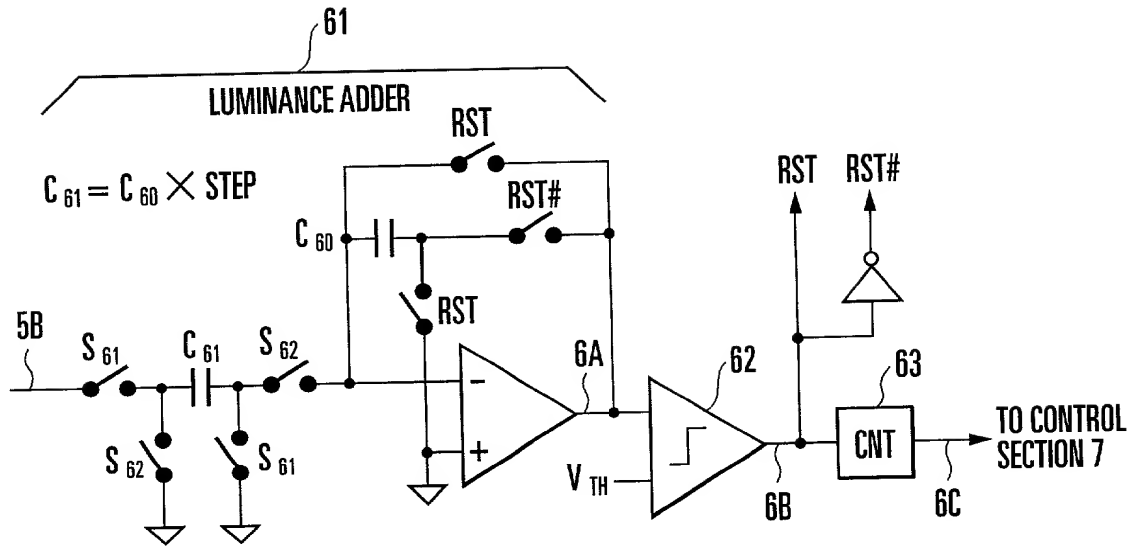 61
LUMINANCE ADDER
C61 = C60 × STEP
RST
RST#
C60
RST
RST
RST#
5B
S61
C61
S62
S62
S61
−
+
6A
62
VTH
6B
63
CNT
6C
TO CONTROL
SECTION 7